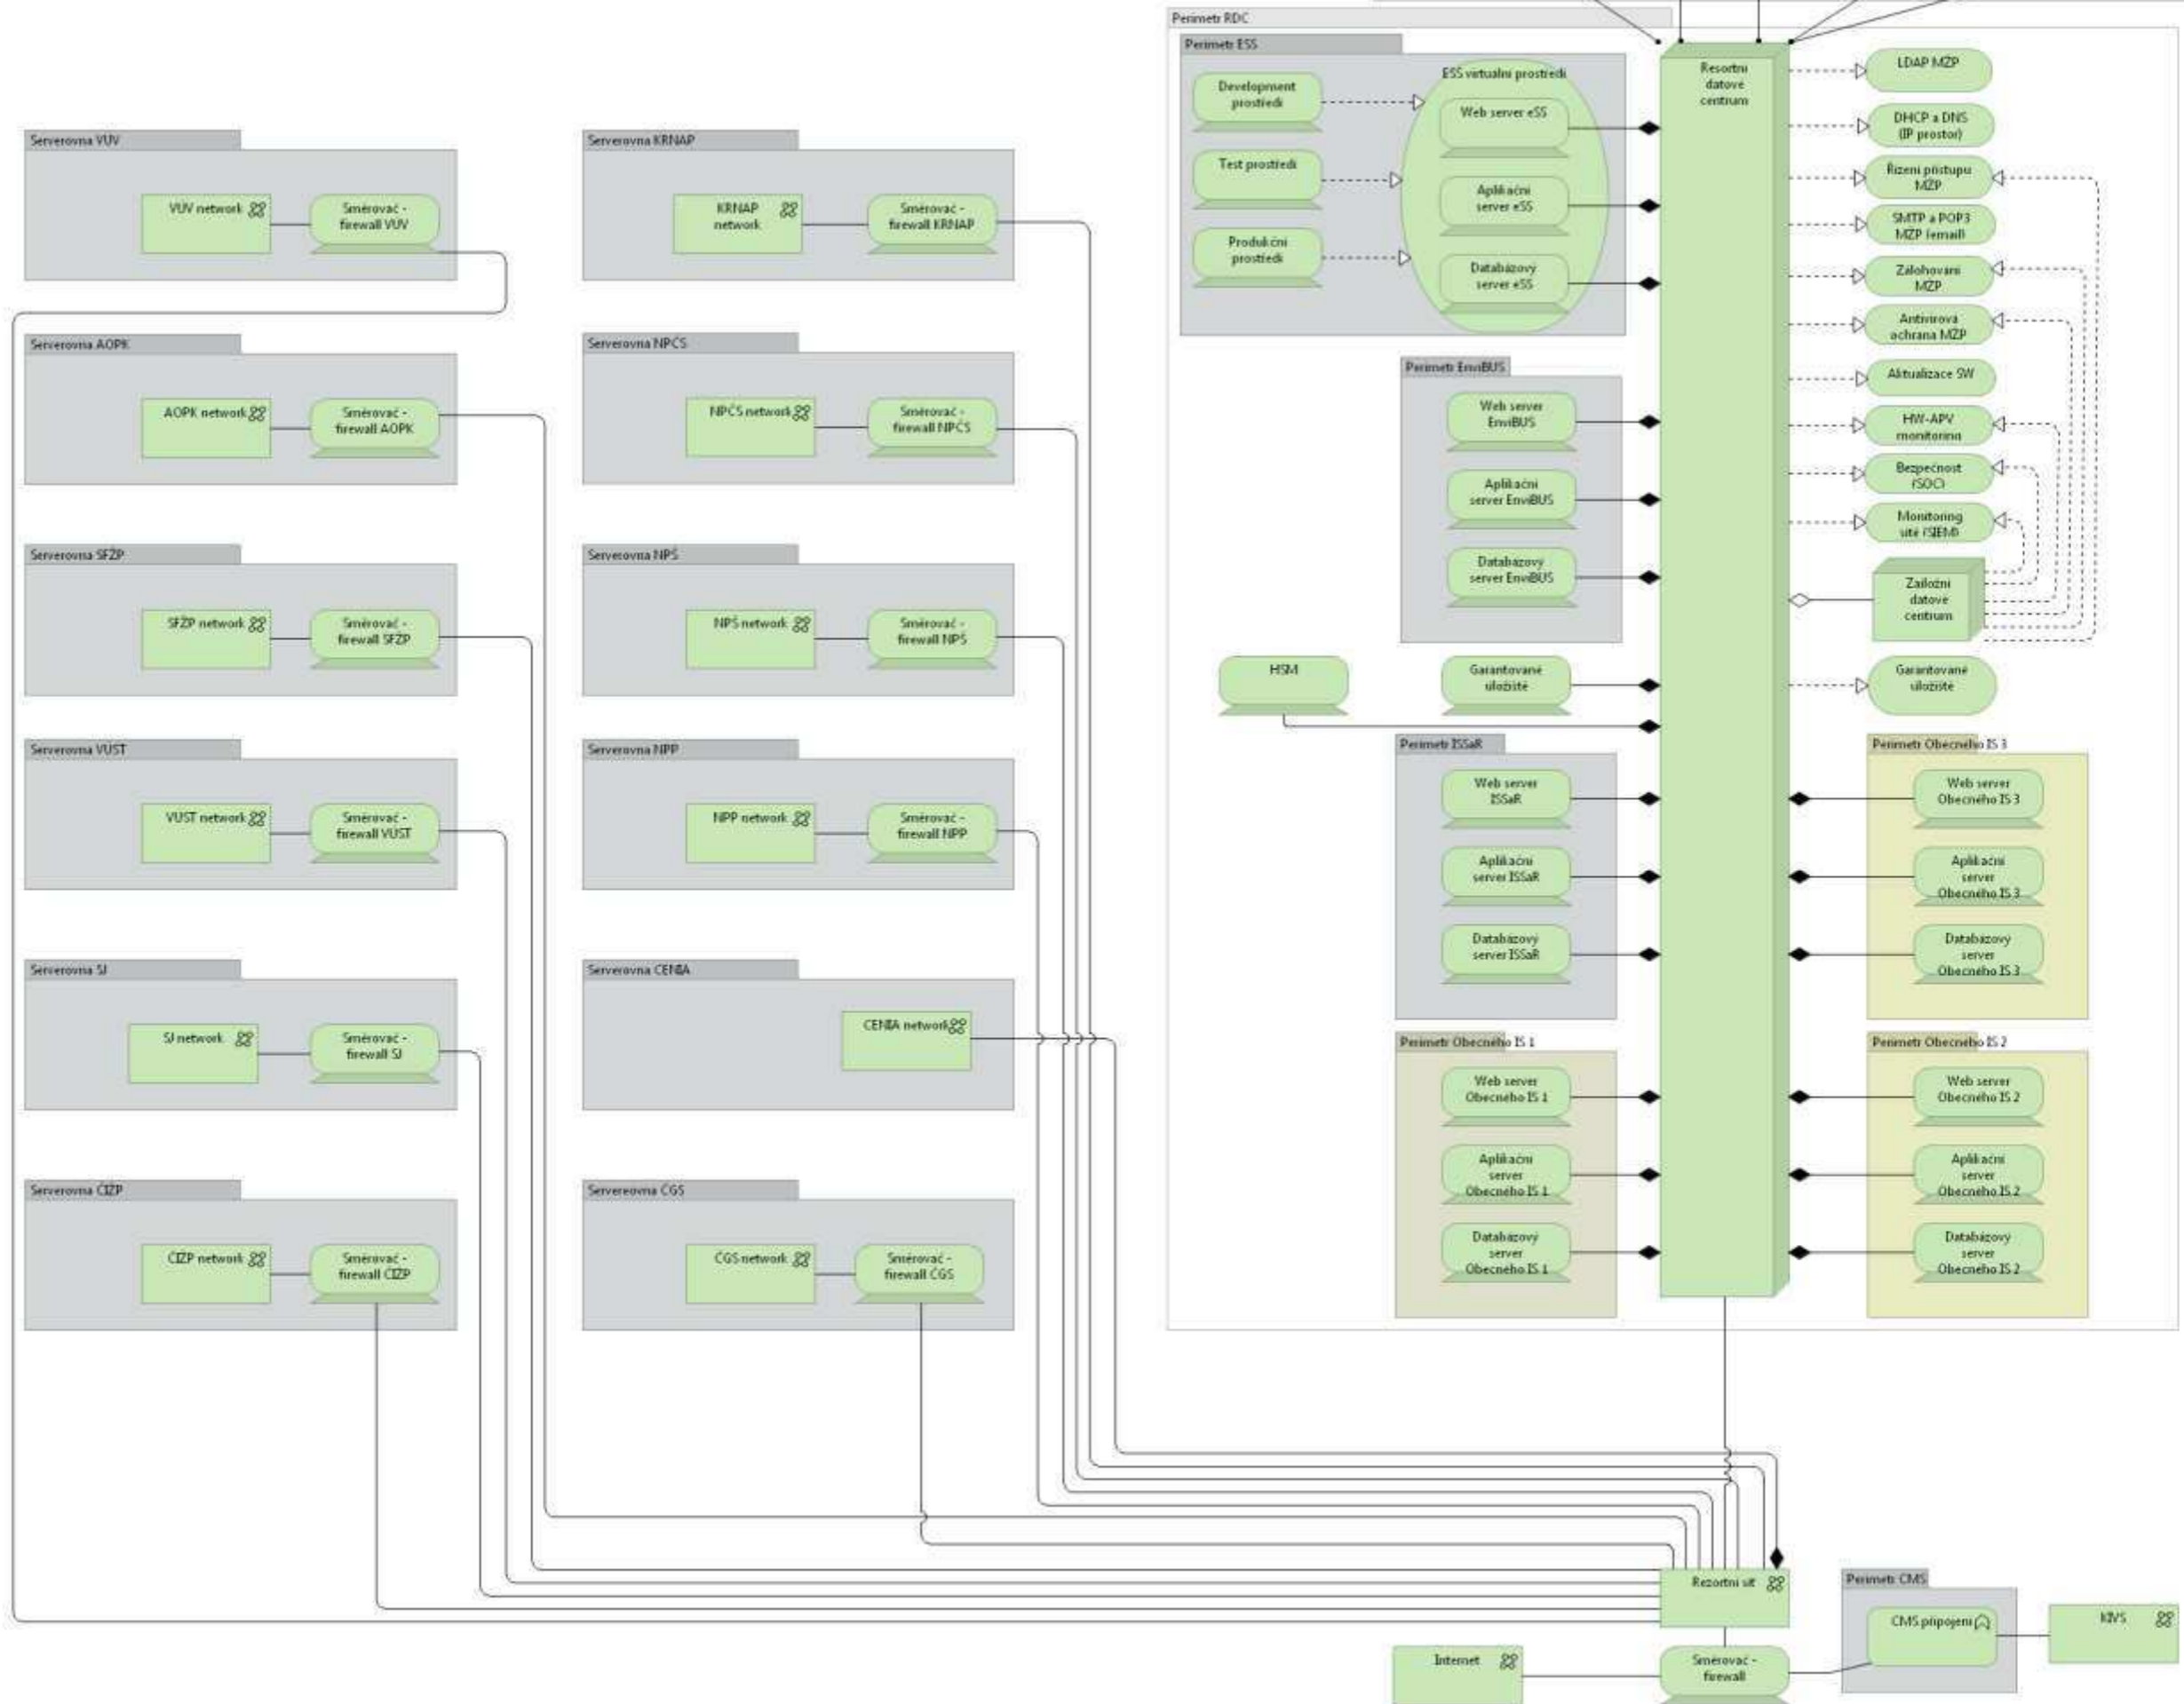 Serverovna VÚV
VÚV network
Směrovač -
firewall VÚV
Serverovna AOPK
AOPK network
Směrovač -
firewall AOPK
Serverovna SFŽP
SFŽP network
Směrovač -
firewall SFŽP
Serverovna VÚST
VÚST network
Směrovač -
firewall VÚST
Serverovna SJ
SJ network
Směrovač -
firewall SJ
Serverovna ČIŽP
ČIŽP network
Směrovač -
firewall ČIŽP
Serverovna KRNAP
KRNAP
network
Směrovač -
firewall KRNAP
Serverovna NPČS
NPČS network
Směrovač -
firewall NPČS
Serverovna NPŠ
NPŠ network
Směrovač -
firewall NPŠ
Serverovna NPP
NPP network
Směrovač -
firewall NPP
Serverovna CENIA
CENIA network
Servereovna ČGS
ČGS network
Směrovač -
firewall ČGS
Perimetr RDC
Perimetr ESS
Development
prostředí
Test prostředí
Produkční
prostředí
ESS virtuální prostředí
Web server eSS
Aplikační
server eSS
Databázový
server eSS
Perimetr EnviBUS
Web server
EnviBUS
Aplikační
server EnviBUS
Databázový
server EnviBUS
HSM
Garantované
úložiště
Perimetr ISSaR
Web server
ISSaR
Aplikační
server ISSaR
Databázový
server ISSaR
Perimetr Obecného IS 1
Web server
Obecného IS 1
Aplikační
server
Obecného IS 1
Databázový
server
Obecného IS 1
Resortní
datové
centrum
LDAP MŽP
DHCP a DNS
(IP prostor)
Řízení přístupu
MŽP
SMTP a POP3
MŽP (email)
Zálohování
MŽP
Antivirová
ochrana MŽP
Aktualizace SW
HW-APV
monitoring
Bezpečnost
(SOC)
Monitoring
sítě (SIEM)
Záložní
datové
centrum
Garantované
úložiště
Perimetr Obecného IS 3
Web server
Obecného IS 3
Aplikační
server
Obecného IS 3
Databázový
server
Obecného IS 3
Perimetr Obecného IS 2
Web server
Obecného IS 2
Aplikační
server
Obecného IS 2
Databázový
server
Obecného IS 2
Rezortní síť
Perimetr CMS
CMS připojení
KIVS
Internet
Směrovač -
firewall